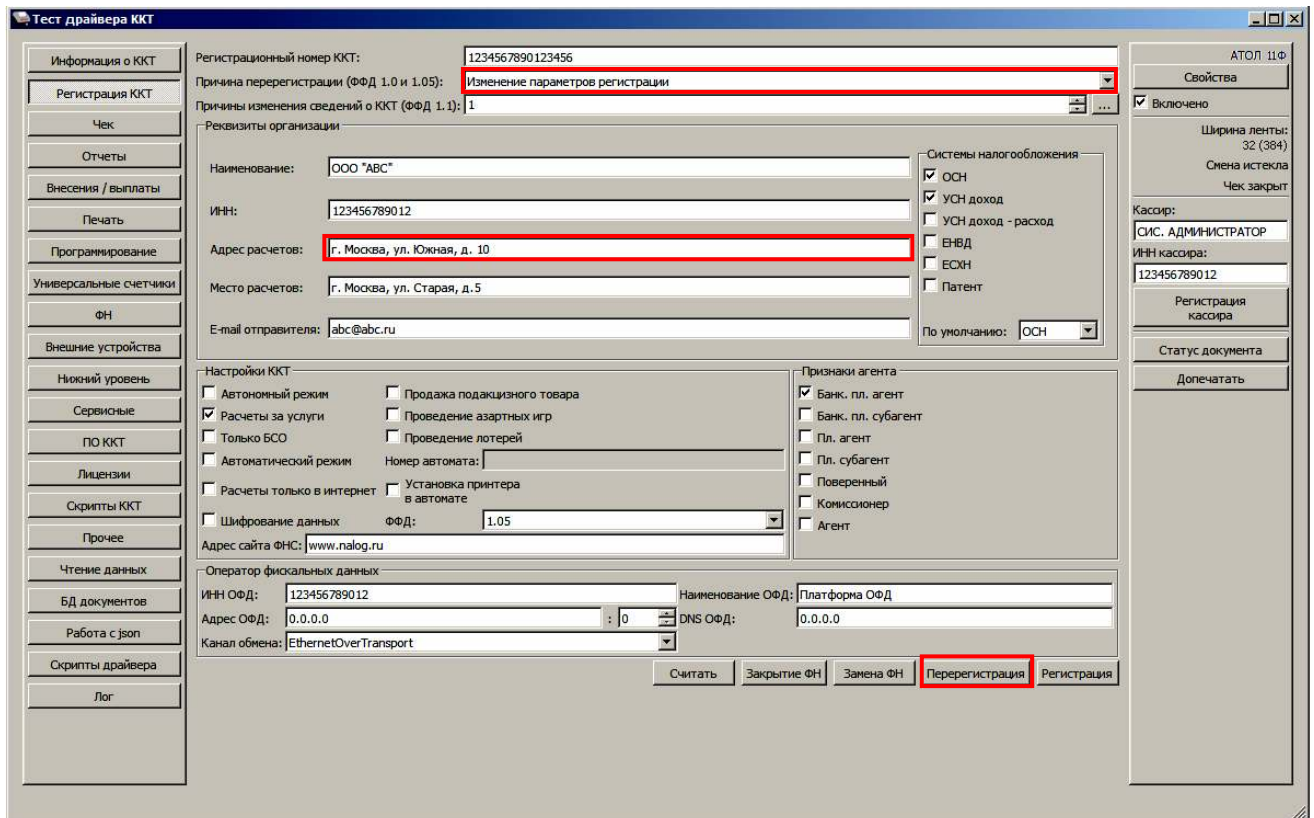 Тест драйвера ККТ
Информация о ККТ
Регистрация ККТ
Чек
Отчеты
Внесения / выплаты
Печать
Программирование
Универсальные счетчики
ФН
Внешние устройства
Нижний уровень
Сервисные
ПО ККТ
Лицензии
Скрипты ККТ
Прочее
Чтение данных
БД документов
Работа с json
Скрипты драйвера
Лог
Регистрационный номер ККТ: 1234567890123456
Причина перерегистрации (ФФД 1.0 и 1.05): Изменение параметров регистрации
Причины изменения сведений о ККТ (ФФД 1.1): 1 ...
Реквизиты организации
Наименование: ООО "АВС"
ИНН: 123456789012
Адрес расчетов: г. Москва, ул. Южная, д. 10
Место расчетов: г. Москва, ул. Старая, д.5
E-mail отправителя: abc@abc.ru
Системы налогообложения
ОСН
УСН доход
УСН доход - расход
ЕНВД
ЕСХН
Патент
По умолчанию: ОСН
Настройки ККТ
Автономный режим Продажа подакцизного товара
Расчеты за услуги Проведение азартных игр
Только БСО Проведение лотерей
Автоматический режим Номер автомата:
Расчеты только в интернет Установка принтера
в автомате
Шифрование данных ФФД: 1.05
Адрес сайта ФНС: www.nalog.ru
Признаки агента
Банк. пл. агент
Банк. пл. субагент
Пл. агент
Пл. субагент
Поверенный
Комиссионер
Агент
Оператор фискальных данных
ИНН ОФД: 123456789012 Наименование ОФД: Платформа ОФД
Адрес ОФД: 0.0.0.0 : 0 DNS ОФД: 0.0.0.0
Канал обмена: EthernetOverTransport
Считать Закрытие ФН Замена ФН Перерегистрация Регистрация
АТОЛ 11Ф
Свойства
Включено
Ширина ленты:
32 (384)
Смена истекла
Чек закрыт
Кассир:
СИС. АДМИНИСТРАТОР
ИНН кассира:
123456789012
Регистрация
кассира
Статус документа
Допечатать